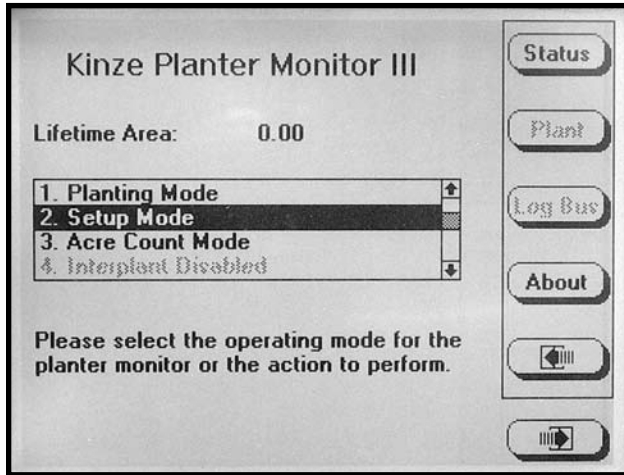 Kinze Planter Monitor III
Lifetime Area: 0.00
1. Planting Mode
2. Setup Mode
3. Acre Count Mode
4. Interplant Disabled
Please select the operating mode for the
planter monitor or the action to perform.
Status
Plant
Log Bus
About